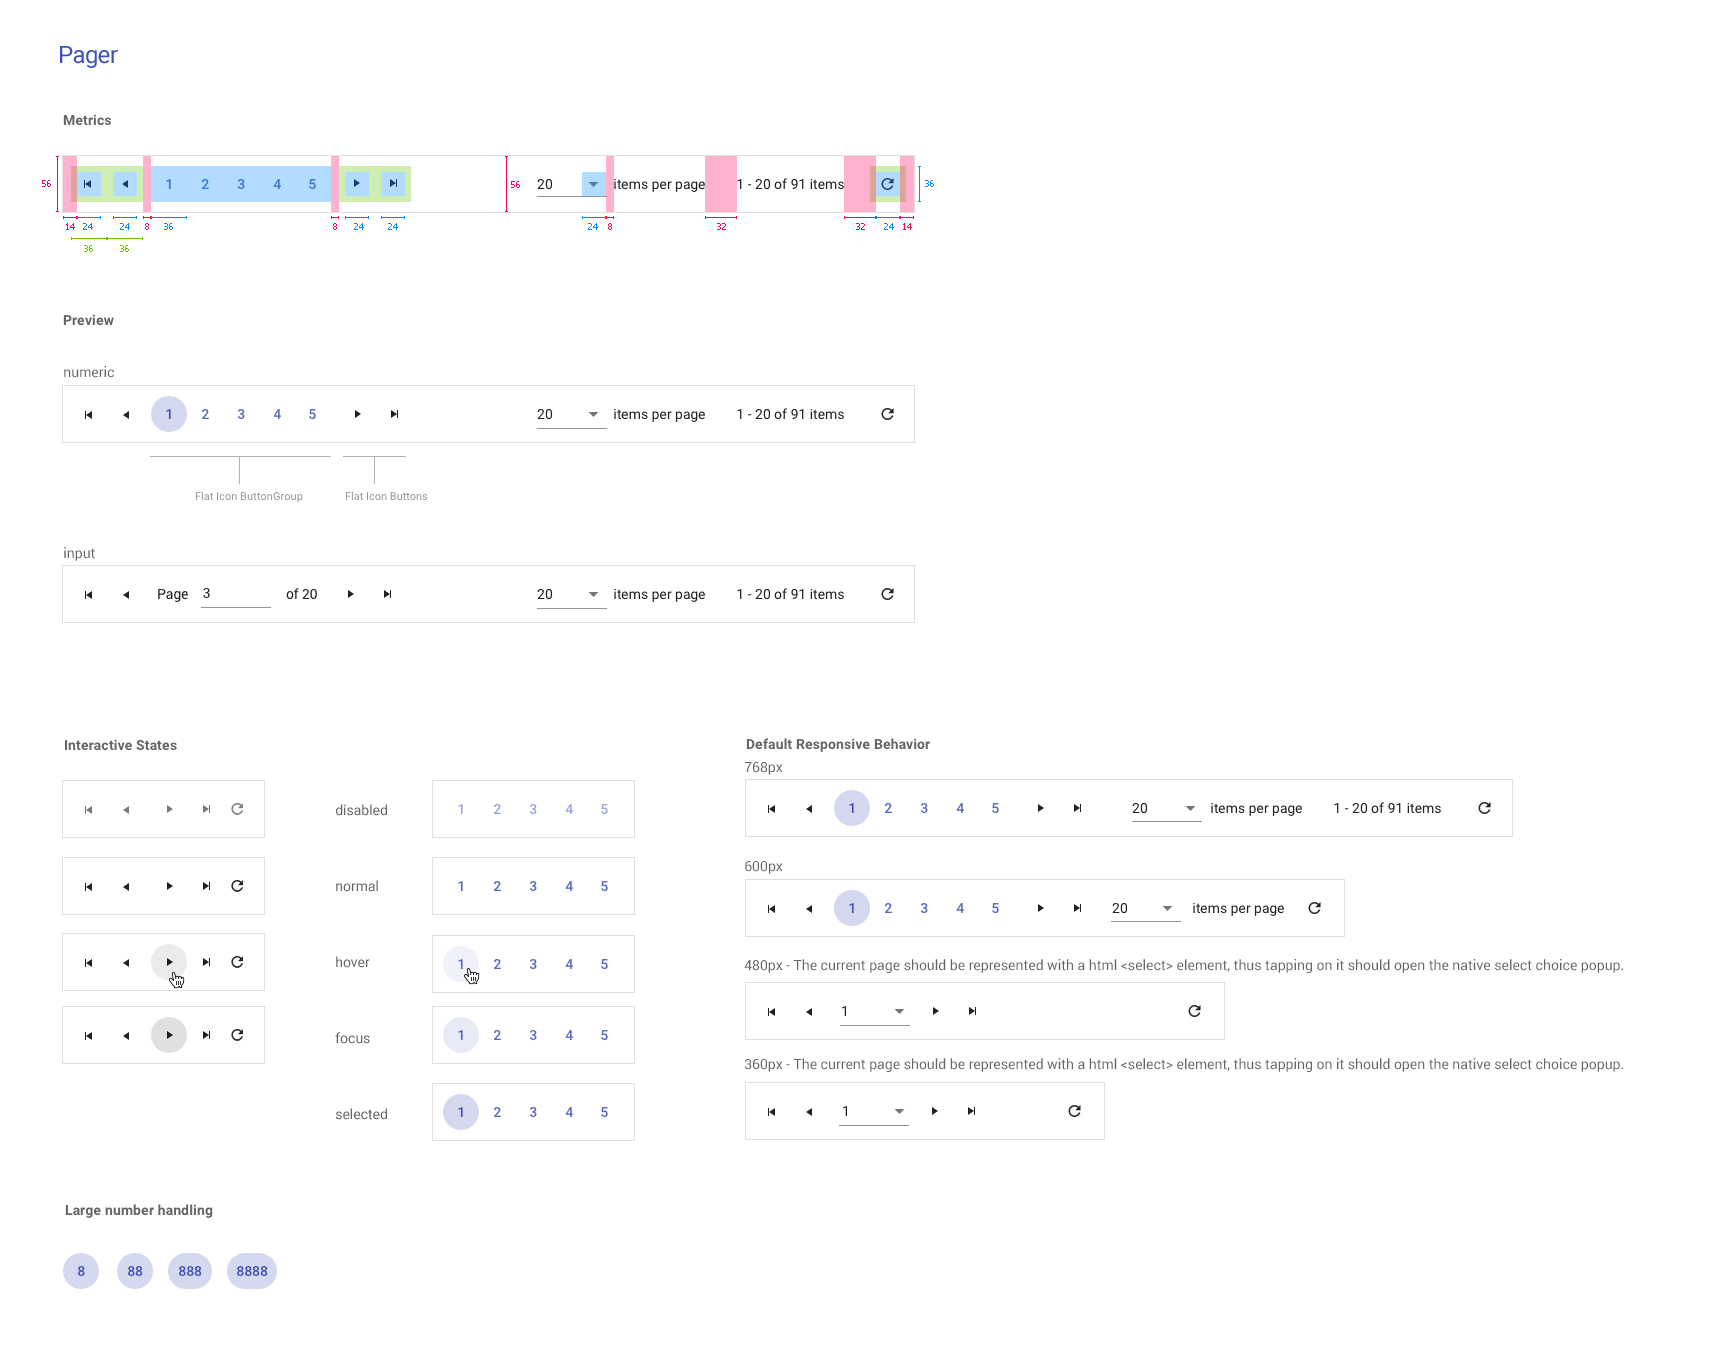 Pager
Metrics
56 1 2 3 4 5 56 20 items per page 1 - 20 of 91 items 36
14 24 24 8 36 8 24 24 24 8 32 32 24 14
36 36
Preview
numeric
1 2 3 4 5 20 items per page 1 - 20 of 91 items
Flat Icon ButtonGroup Flat Icon Buttons
input
Page 3 of 20 20 items per page 1 - 20 of 91 items
Interactive States
disabled 1 2 3 4 5
normal 1 2 3 4 5
hover 1 2 3 4 5
focus 1 2 3 4 5
selected 1 2 3 4 5
Default Responsive Behavior
768px
1 2 3 4 5 20 items per page 1 - 20 of 91 items
600px
1 2 3 4 5 20 items per page
480px - The current page should be represented with a html <select> element, thus tapping on it should open the native select choice popup.
1
360px - The current page should be represented with a html <select> element, thus tapping on it should open the native select choice popup.
1
Large number handling
8 88 888 8888